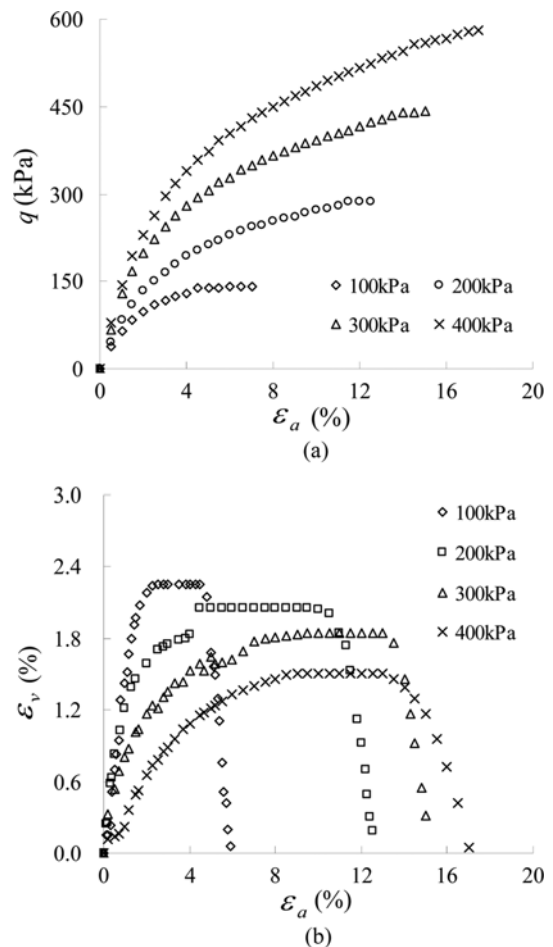 600
450
300
150
0
q (kPa)
100kPa 200kPa
300kPa 400kPa
0 4 8 12 16 20
εa (%)
(a)
3.0
2.4
1.8
1.2
0.6
0.0
εv (%)
100kPa
200kPa
300kPa
400kPa
0 4 8 12 16 20
εa (%)
(b)